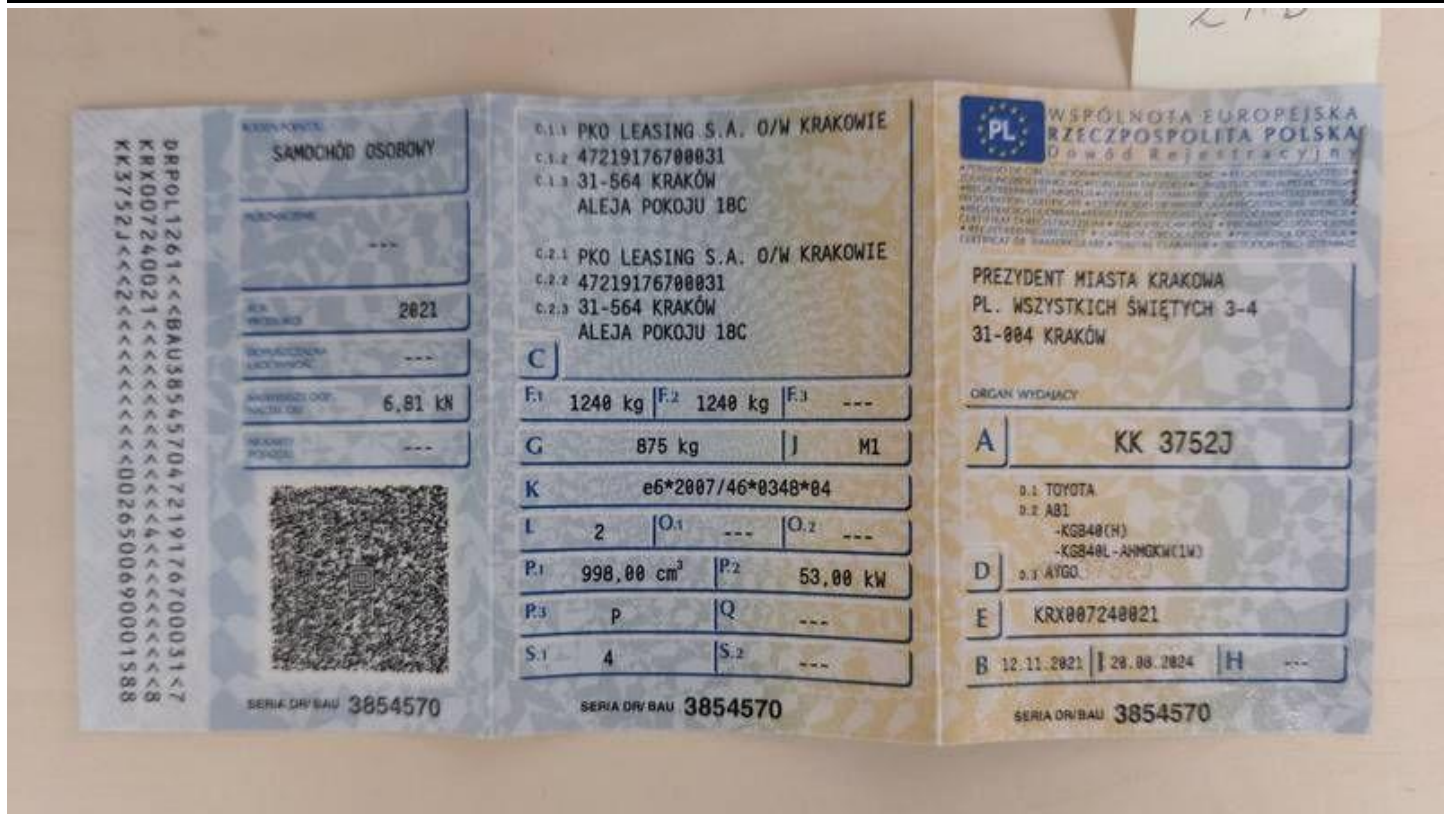 DRPOL1261<<BAU38545704721917670003​1<7
KRX007240021<<<<<<<<<<<<<4<<<<<<8
KK3752J<<<2<<<<<<<<<<<0026500690001588
SAMOCHÓD OSOBOWY
---
2021
---
6,81 kN
---
SERIA DR/BAU 3854570
C.1.1 PKO LEASING S.A. O/W KRAKOWIE
C.1.2 47219176700031
C.1.3 31-564 KRAKÓW
ALEJA POKOJU 18C
C.2.1 PKO LEASING S.A. O/W KRAKOWIE
C.2.2 47219176700031
C.2.3 31-564 KRAKÓW
ALEJA POKOJU 18C
C
F.1 1240 kg F.2 1240 kg F.3 ---
G 875 kg J M1
K e6*2007/46*0348*04
L 2 O.1 --- O.2 ---
P.1 998,00 cm³ P.2 53,00 kW
P.3 P Q ---
S.1 4 S.2 ---
SERIA DR/BAU 3854570
PL
WSPÓLNOTA EUROPEJSKA
RZECZPOSPOLITA POLSKA
Dowód Rejestracyjny
PREZYDENT MIASTA KRAKOWA
PL. WSZYSTKICH ŚWIĘTYCH 3-4
31-004 KRAKÓW
ORGAN WYDAJĄCY
A KK 3752J
D.1 TOYOTA
D.2 AB1
-KGB40(H)
-KGB40L-AHMGKW(1W)
D D.3 AYGO
E KRX007240021
B 12.11.2021 I 20.08.2024 H ---
SERIA DR/BAU 3854570